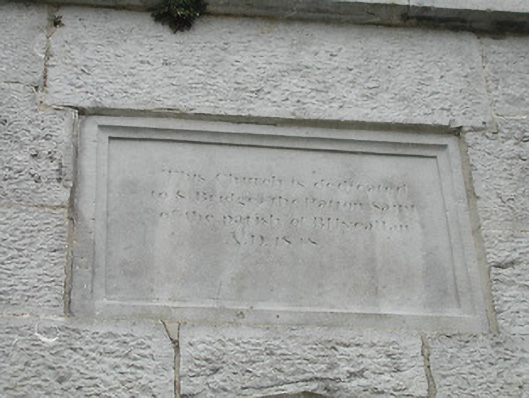 This Church is dedicated
to S. Bridget the Patron Saint
of the parish of
A.D. 18